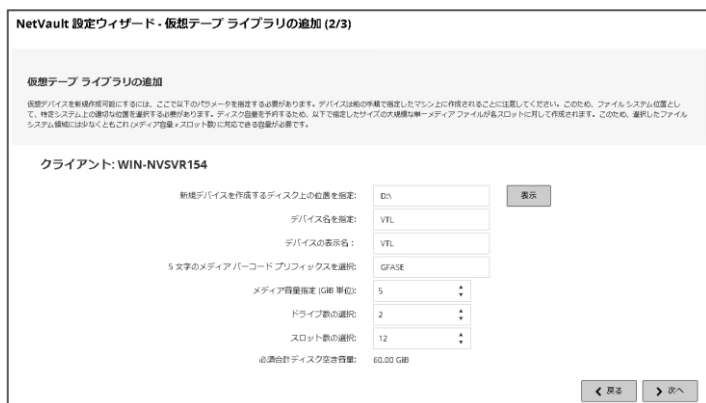 NetVault 設定ウィザード - 仮想テープ ライブラリの追加 (2/3)
仮想テープ ライブラリの追加
仮想デバイスを新規作成可能にするには、ここで以下のパラメータを指定する必要があります。デバイスは前の手順で指定したマシン上に作成されることに注意してください。このため、ファイル システム位置とし
て、特定システム上の適切な位置を選択する必要があります。ディスク容量を予約するため、以下で指定したサイズの大規模な単一メディア ファイルが各スロットに対して作成されます。このため、選択したファイル
システム領域には少なくともこれ (メディア容量 x スロット数) に対応できる容量が必要です。
クライアント: WIN-NVSVR154
新規デバイスを作成するディスク上の位置を指定: D:\ 表示
デバイス名を指定: VTL
デバイスの表示名: VTL
5 文字のメディア バーコード プリフィックスを選択: GFASE
メディア容量指定 (GiB 単位): 5
ドライブ数の選択: 2
スロット数の選択: 12
必須合計ディスク空き容量: 60.00 GiB
戻る 次へ